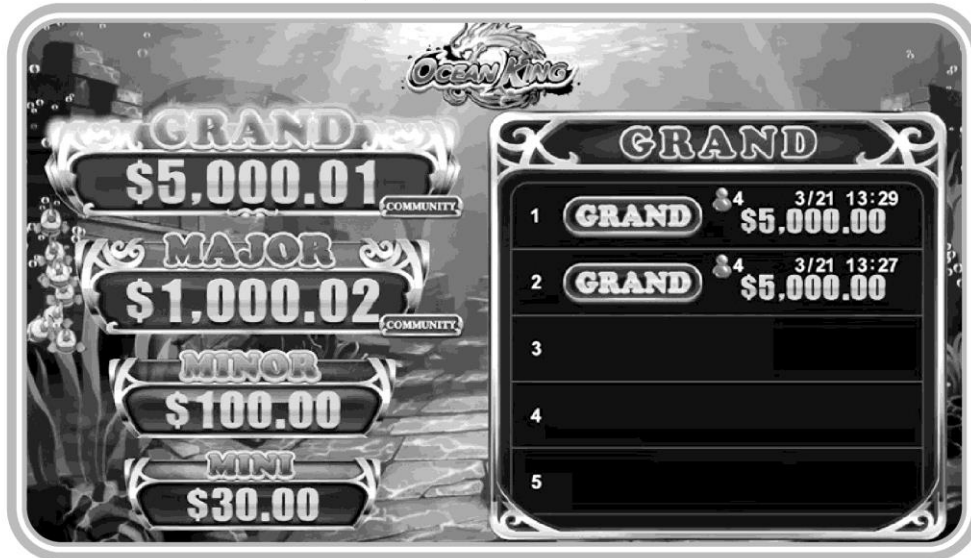 OCEAN KING
GRAND
$5,000.01
COMMUNITY
MAJOR
$1,000.02
COMMUNITY
MINOR
$100.00
MINI
$30.00
GRAND
1 GRAND 4 3/21 13:29
$5,000.00
2 GRAND 4 3/21 13:27
$5,000.00
3
4
5